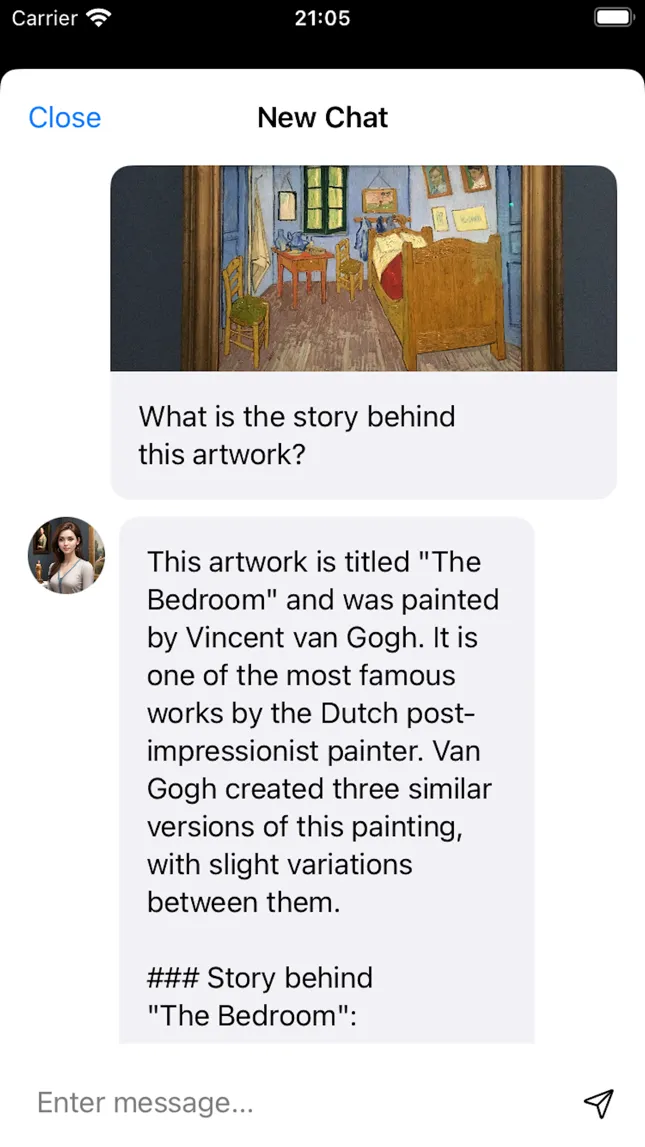 Carrier 21:05
Close New Chat
What is the story behind
this artwork?
This artwork is titled "The
Bedroom" and was painted
by Vincent van Gogh. It is
one of the most famous
works by the Dutch post-
impressionist painter. Van
Gogh created three similar
versions of this painting,
with slight variations
between them.
### Story behind
"The Bedroom":
Enter message...